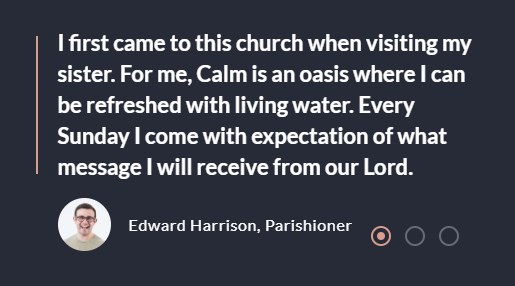 I first came to this church when visiting my
sister. For me, Calm is an oasis where I can
be refreshed with living water. Every
Sunday I come with expectation of what
message I will receive from our Lord.
Edward Harrison, Parishioner